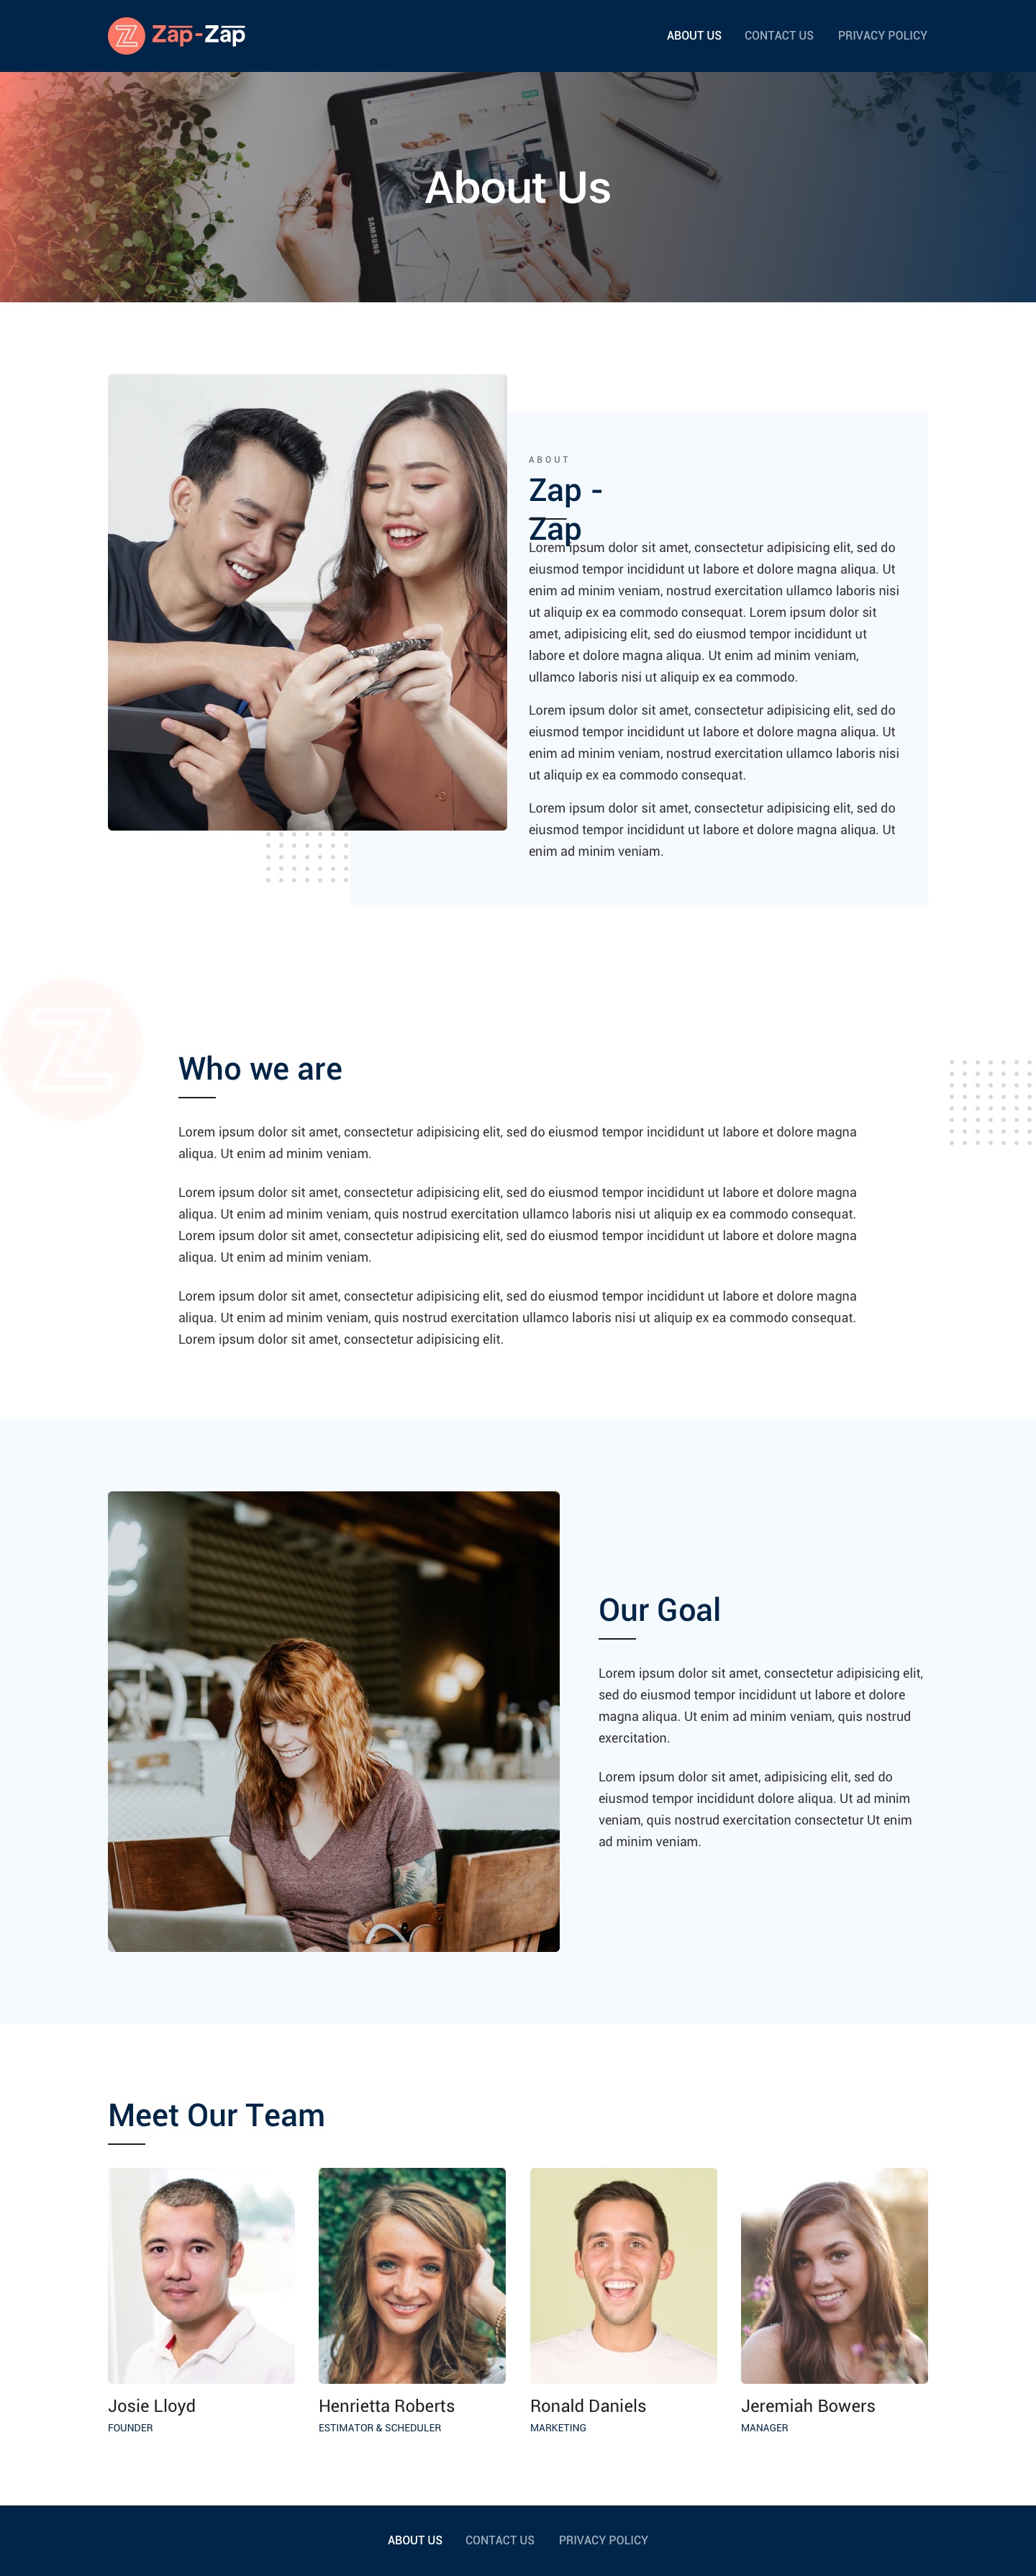 Zap-Zap
ABOUT US CONTACT US PRIVACY POLICY
SAMSUNG
About Us
ABOUT
Zap -
Zap
Lorem ipsum dolor sit amet, consectetur adipisicing elit, sed do
eiusmod tempor incididunt ut labore et dolore magna aliqua. Ut
enim ad minim veniam, nostrud exercitation ullamco laboris nisi
ut aliquip ex ea commodo consequat. Lorem ipsum dolor sit
amet, adipisicing elit, sed do eiusmod tempor incididunt ut
labore et dolore magna aliqua. Ut enim ad minim veniam,
ullamco laboris nisi ut aliquip ex ea commodo.
Lorem ipsum dolor sit amet, consectetur adipisicing elit, sed do
eiusmod tempor incididunt ut labore et dolore magna aliqua. Ut
enim ad minim veniam, nostrud exercitation ullamco laboris nisi
ut aliquip ex ea commodo consequat.
Lorem ipsum dolor sit amet, consectetur adipisicing elit, sed do
eiusmod tempor incididunt ut labore et dolore magna aliqua. Ut
enim ad minim veniam.
Who we are
Lorem ipsum dolor sit amet, consectetur adipisicing elit, sed do eiusmod tempor incididunt ut labore et dolore magna
aliqua. Ut enim ad minim veniam.
Lorem ipsum dolor sit amet, consectetur adipisicing elit, sed do eiusmod tempor incididunt ut labore et dolore magna
aliqua. Ut enim ad minim veniam, quis nostrud exercitation ullamco laboris nisi ut aliquip ex ea commodo consequat.
Lorem ipsum dolor sit amet, consectetur adipisicing elit, sed do eiusmod tempor incididunt ut labore et dolore magna
aliqua. Ut enim ad minim veniam.
Lorem ipsum dolor sit amet, consectetur adipisicing elit, sed do eiusmod tempor incididunt ut labore et dolore magna
aliqua. Ut enim ad minim veniam, quis nostrud exercitation ullamco laboris nisi ut aliquip ex ea commodo consequat.
Lorem ipsum dolor sit amet, consectetur adipisicing elit.
Our Goal
Lorem ipsum dolor sit amet, consectetur adipisicing elit,
sed do eiusmod tempor incididunt ut labore et dolore
magna aliqua. Ut enim ad minim veniam, quis nostrud
exercitation.
Lorem ipsum dolor sit amet, adipisicing elit, sed do
eiusmod tempor incididunt dolore aliqua. Ut ad minim
veniam, quis nostrud exercitation consectetur Ut enim
ad minim veniam.
Meet Our Team
Josie Lloyd
FOUNDER
Henrietta Roberts
ESTIMATOR & SCHEDULER
Ronald Daniels
MARKETING
Jeremiah Bowers
MANAGER
ABOUT US CONTACT US PRIVACY POLICY